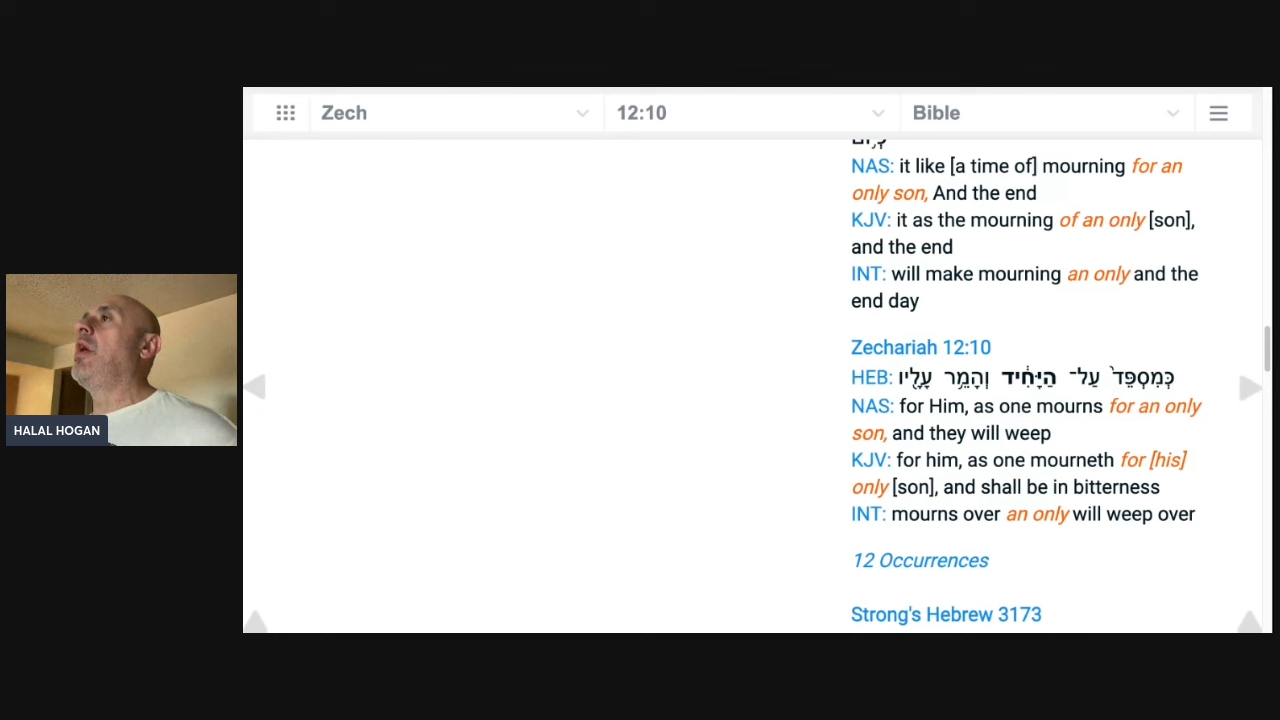 Zech 12:10 Bible
NAS: it like [a time of] mourning for an
only son, And the end
KJV: it as the mourning of an only [son],
and the end
INT: will make mourning an only and the
end day
Zechariah 12:10
HEB: כְּמִסְפֵּד֙ עַל־ הַיָּחִ֔יד וְהָמֵ֥ר עָלָ֖יו
NAS: for Him, as one mourns for an only
son, and they will weep
KJV: for him, as one mourneth for [his]
only [son], and shall be in bitterness
INT: mourns over an only will weep over
12 Occurrences
Strong's Hebrew 3173
HALAL HOGAN